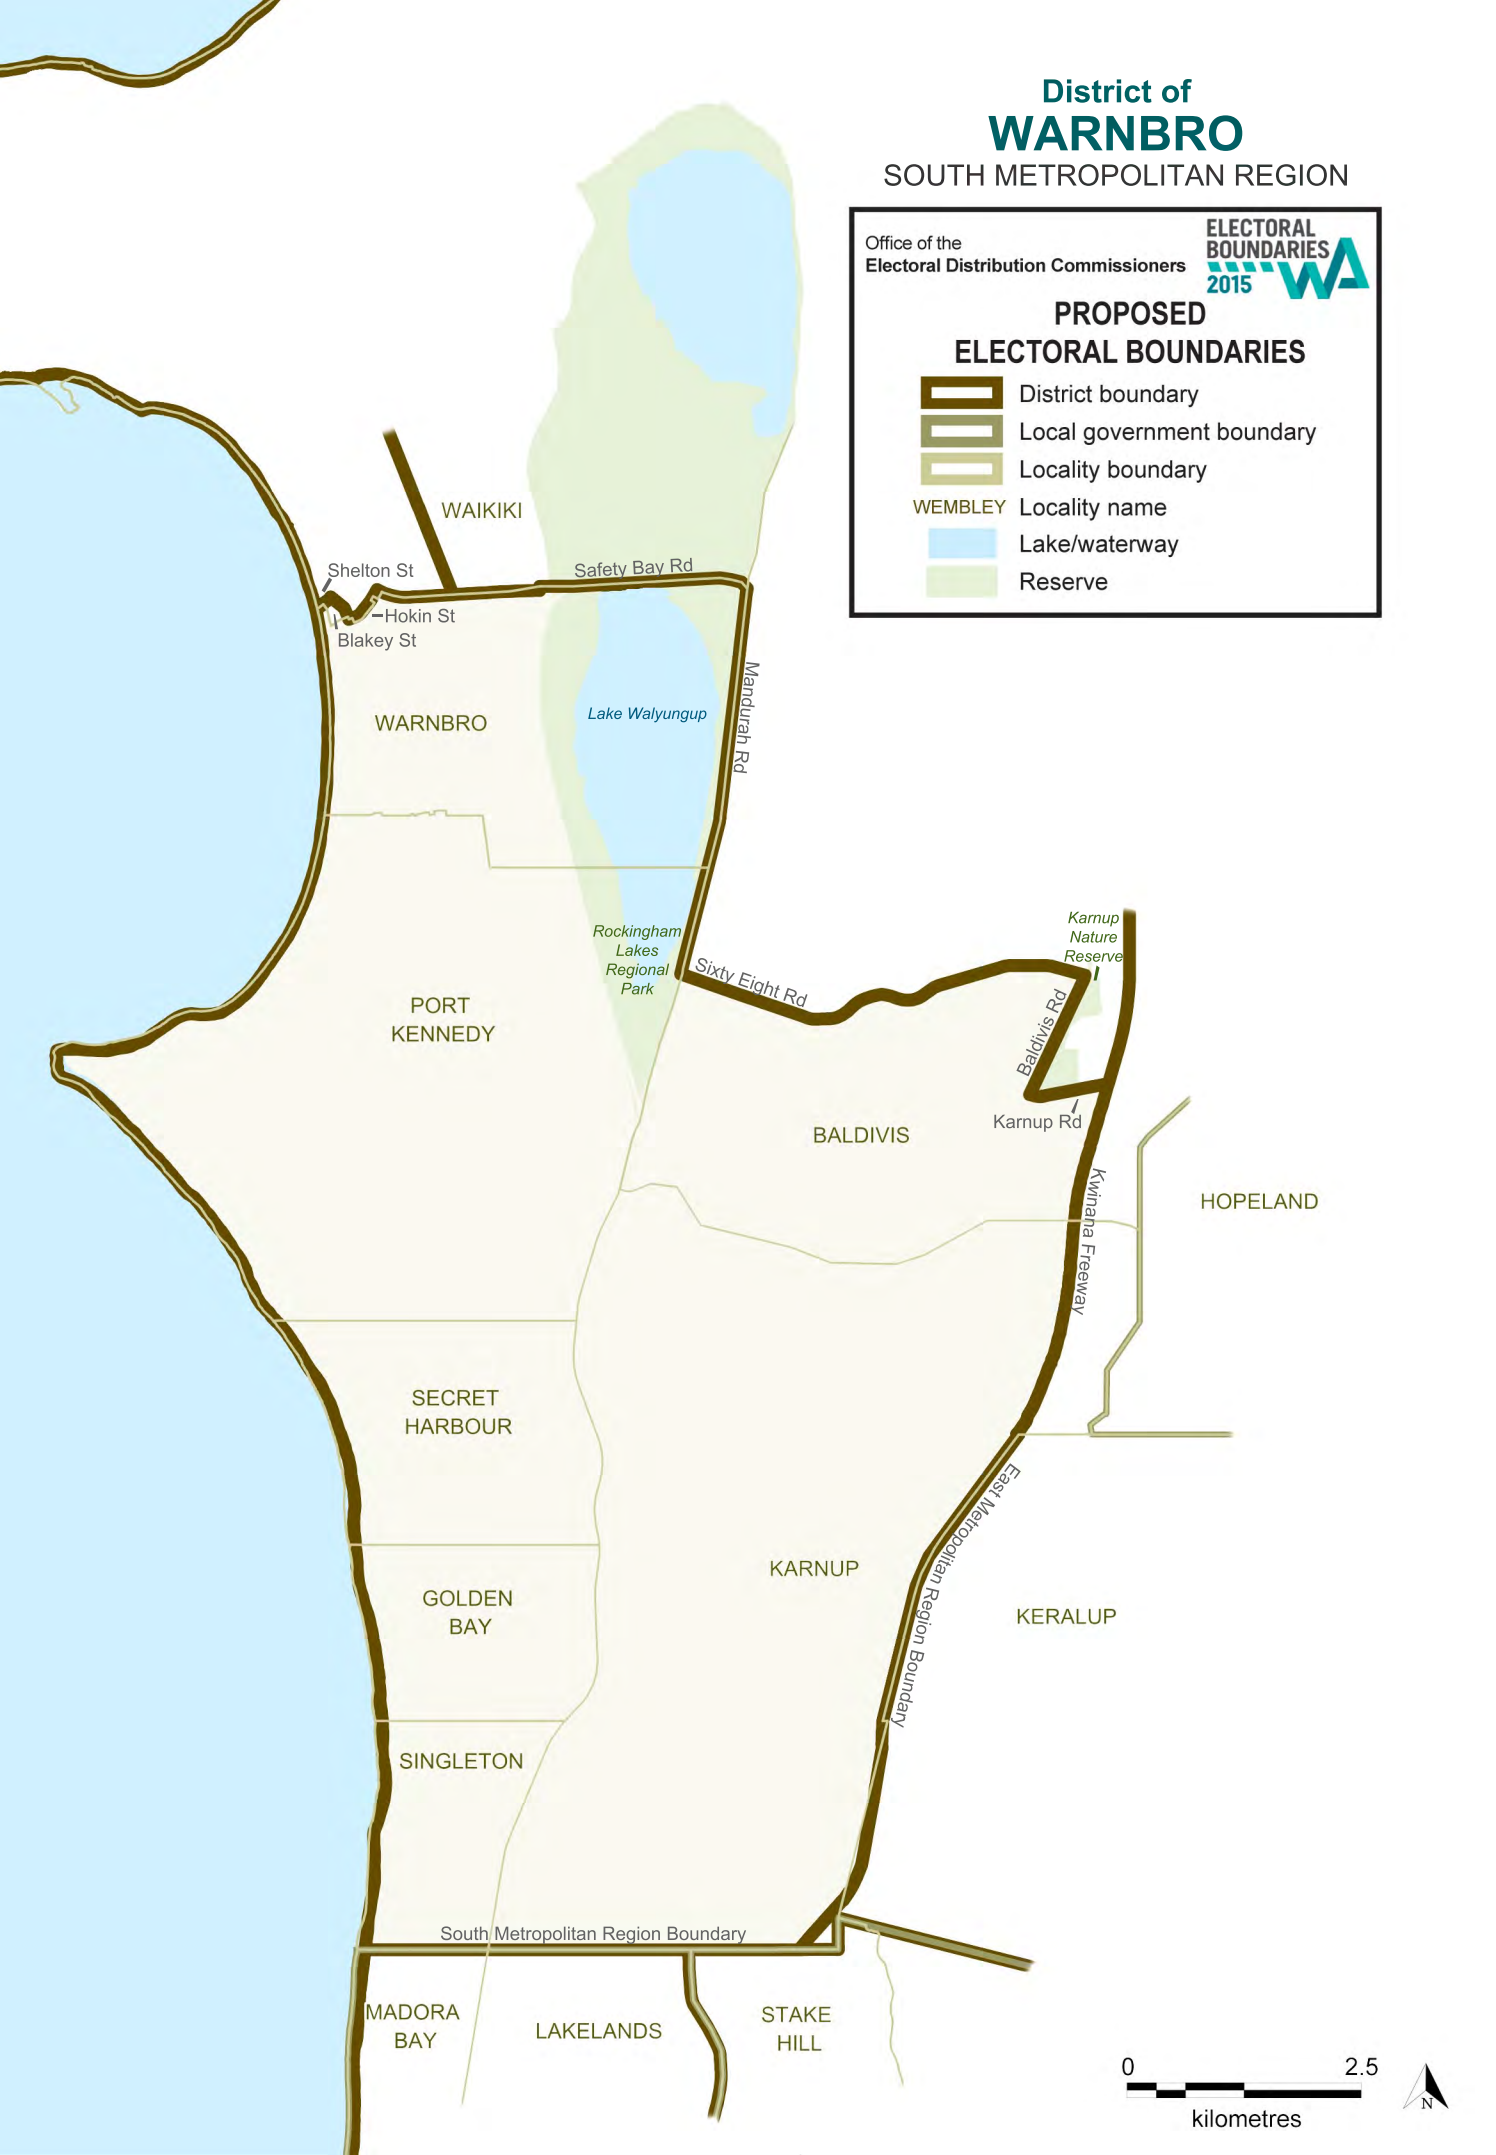 District of
WARNBRO
SOUTH METROPOLITAN REGION
Office of the
Electoral Distribution Commissioners
ELECTORAL
BOUNDARIES
2015
WA
PROPOSED
ELECTORAL BOUNDARIES
District boundary
Local government boundary
Locality boundary
WEMBLEY Locality name
Lake/waterway
Reserve
WAIKIKI
Shelton St
Safety Bay Rd
Hokin St
Blakey St
WARNBRO
Lake Walyungup
Mandurah Rd
Rockingham
Lakes
Regional
Park
Sixty Eight Rd
Karnup
Nature
Reserve
PORT
KENNEDY
Baldivis Rd
Karnup Rd
BALDIVIS
Kwinana Freeway
HOPELAND
SECRET
HARBOUR
East Metropolitan Region Boundary
KARNUP
GOLDEN
BAY
KERALUP
SINGLETON
South Metropolitan Region Boundary
MADORA
BAY
LAKELANDS
STAKE
HILL
0 2.5
kilometres
N